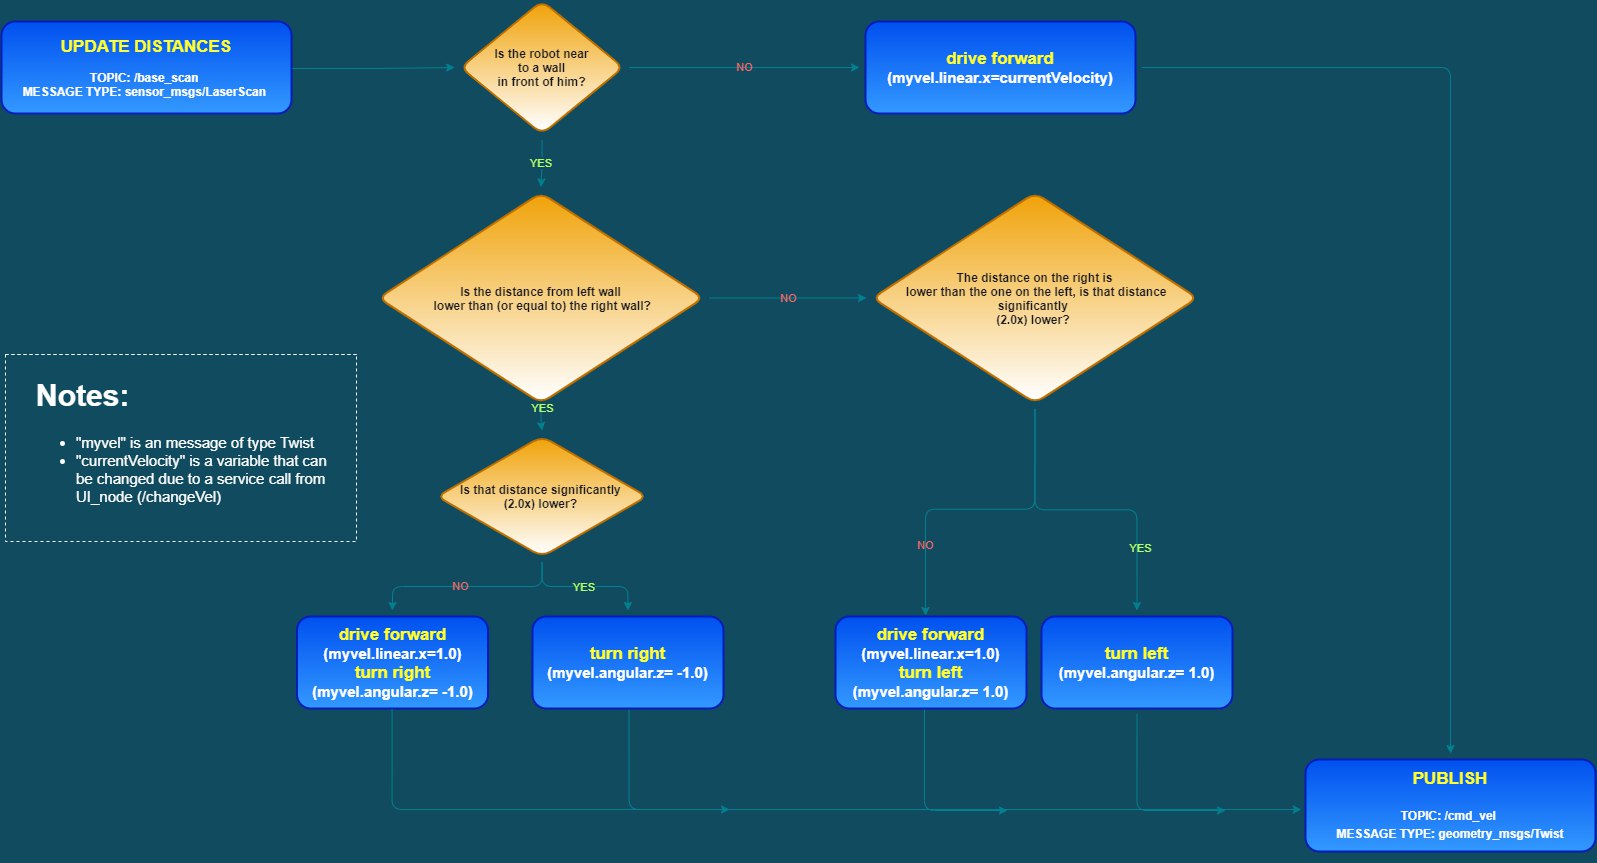 UPDATE DISTANCES
TOPIC: /base_scan
MESSAGE TYPE: sensor_msgs/LaserScan
Is the robot near
to a wall
in front of him?
NO
drive forward
(myvel.linear.x=currentVelocity)
YES
Is the distance from left wall
lower than (or equal to) the right wall?
NO
The distance on the right is
lower than the one on the left, is that distance
significantly
(2.0x) lower?
Notes:
• "myvel" is an message of type Twist
• "currentVelocity" is a variable that can
be changed due to a service call from
UI_node (/changeVel)
YES
Is that distance significantly
(2.0x) lower?
NO
YES
NO
YES
drive forward
(myvel.linear.x=1.0)
turn right
(myvel.angular.z= -1.0)
turn right
(myvel.angular.z= -1.0)
drive forward
(myvel.linear.x=1.0)
turn left
(myvel.angular.z= 1.0)
turn left
(myvel.angular.z= 1.0)
PUBLISH
TOPIC: /cmd_vel
MESSAGE TYPE: geometry_msgs/Twist